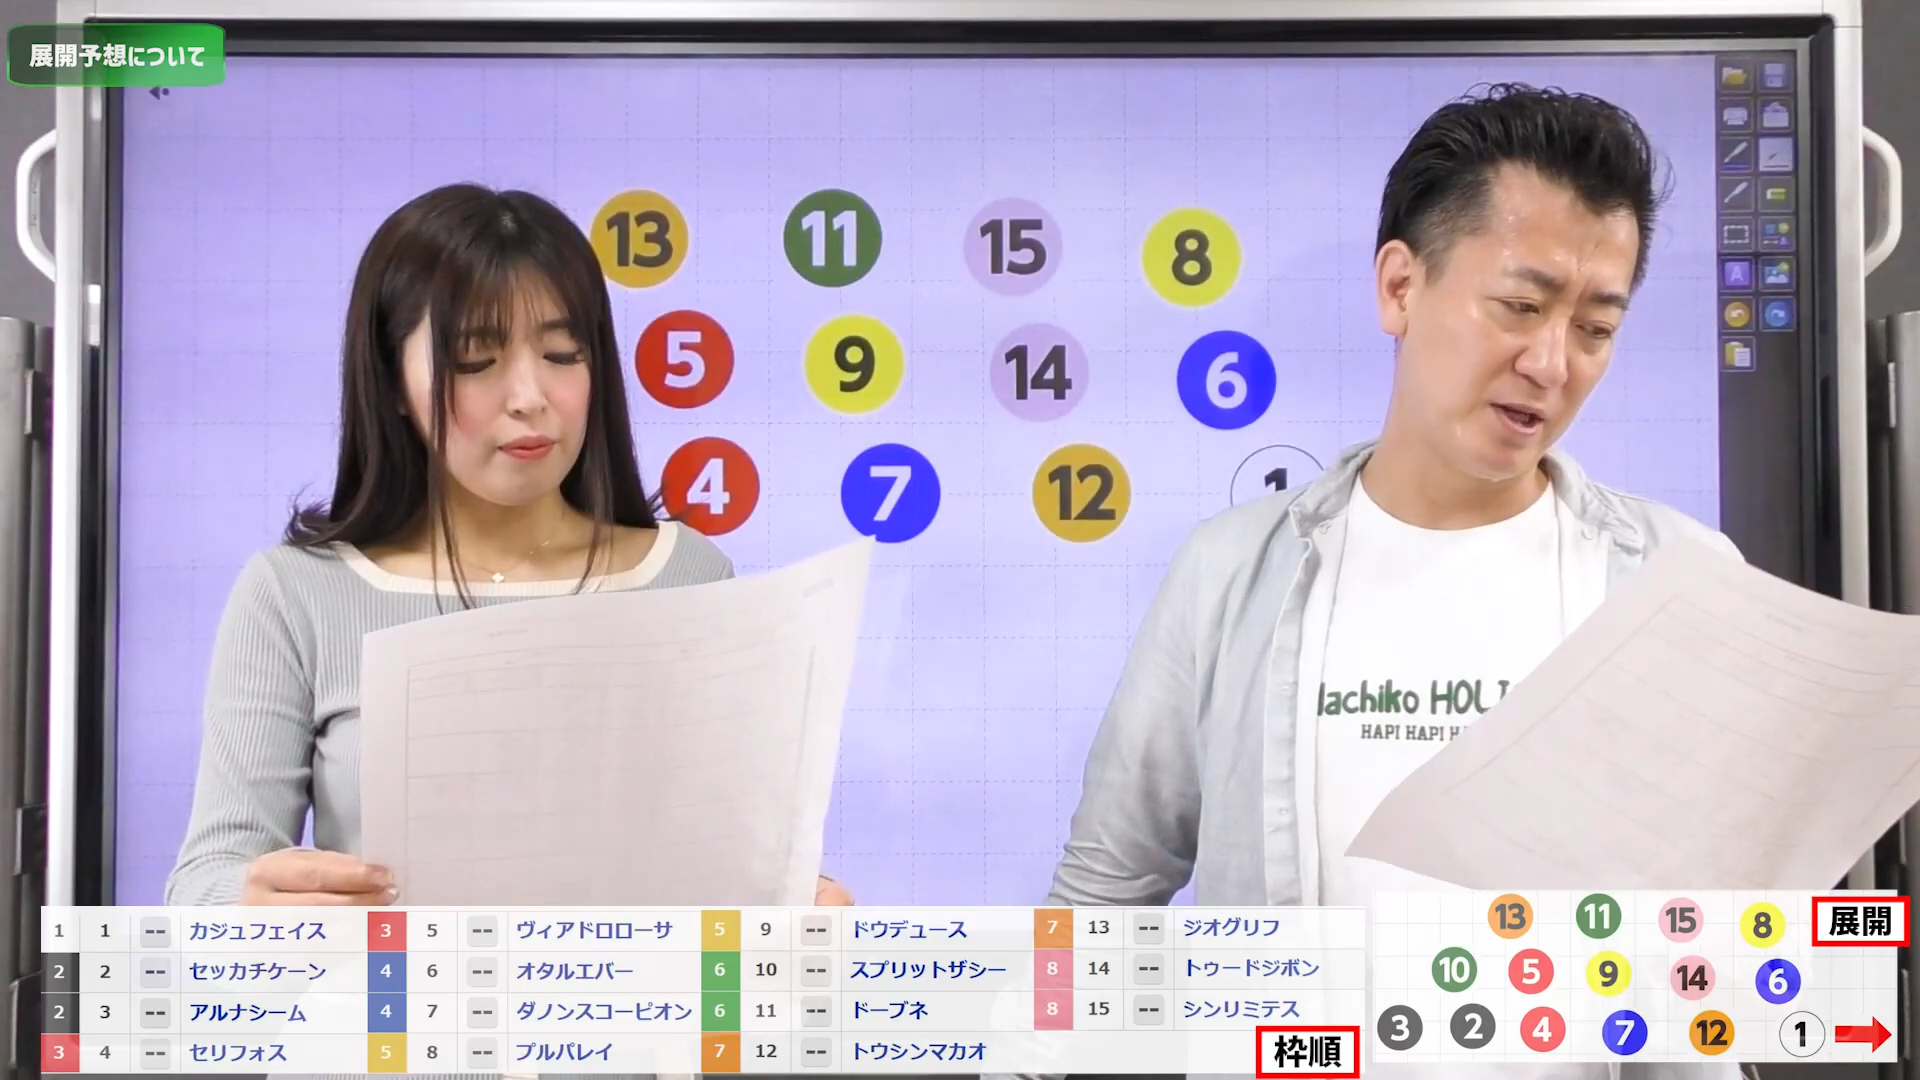 展開予想について
13 11 15 8
5 9 14 6
4 7 12 1
achiko HOL
HAPI HAPI
1 1 -- カジュフェイス 3 5 -- ヴィアドロローサ 5 9 -- ドウデュース 7 13 -- ジオグリフ
2 2 -- セッカチケーン 4 6 -- オタルエバー 6 10 -- スプリットザシー 8 14 -- トゥードジボン
2 3 -- アルナシーム 4 7 -- ダノンスコーピオン 6 11 -- ドーブネ 8 15 -- シンリミテス
3 4 -- セリフォス 5 8 -- プルパレイ 7 12 -- トウシンマカオ
枠順
展開
13 11 15 8
10 5 9 14 6
3 2 4 7 12 1